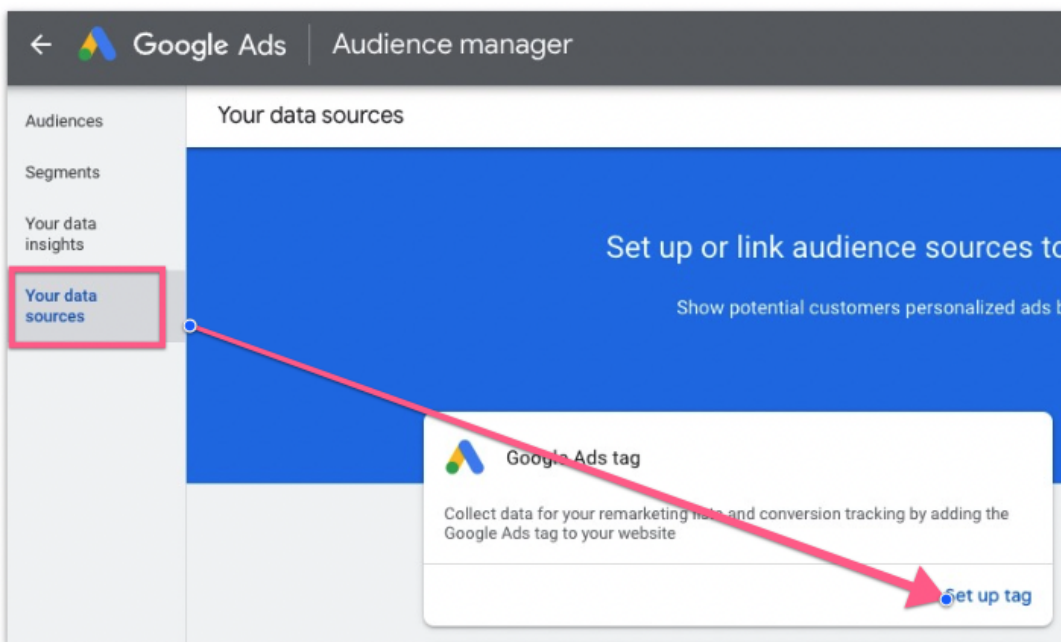 Google Ads
Audience manager
Audiences
Your data sources
Segments
Your data
insights
Your data
sources
Set up or link audience sources to
Show potential customers personalized ads
Google Ads tag
Collect data for your remarketing lists and conversion tracking by adding the
Google Ads tag to your website
Set up tag